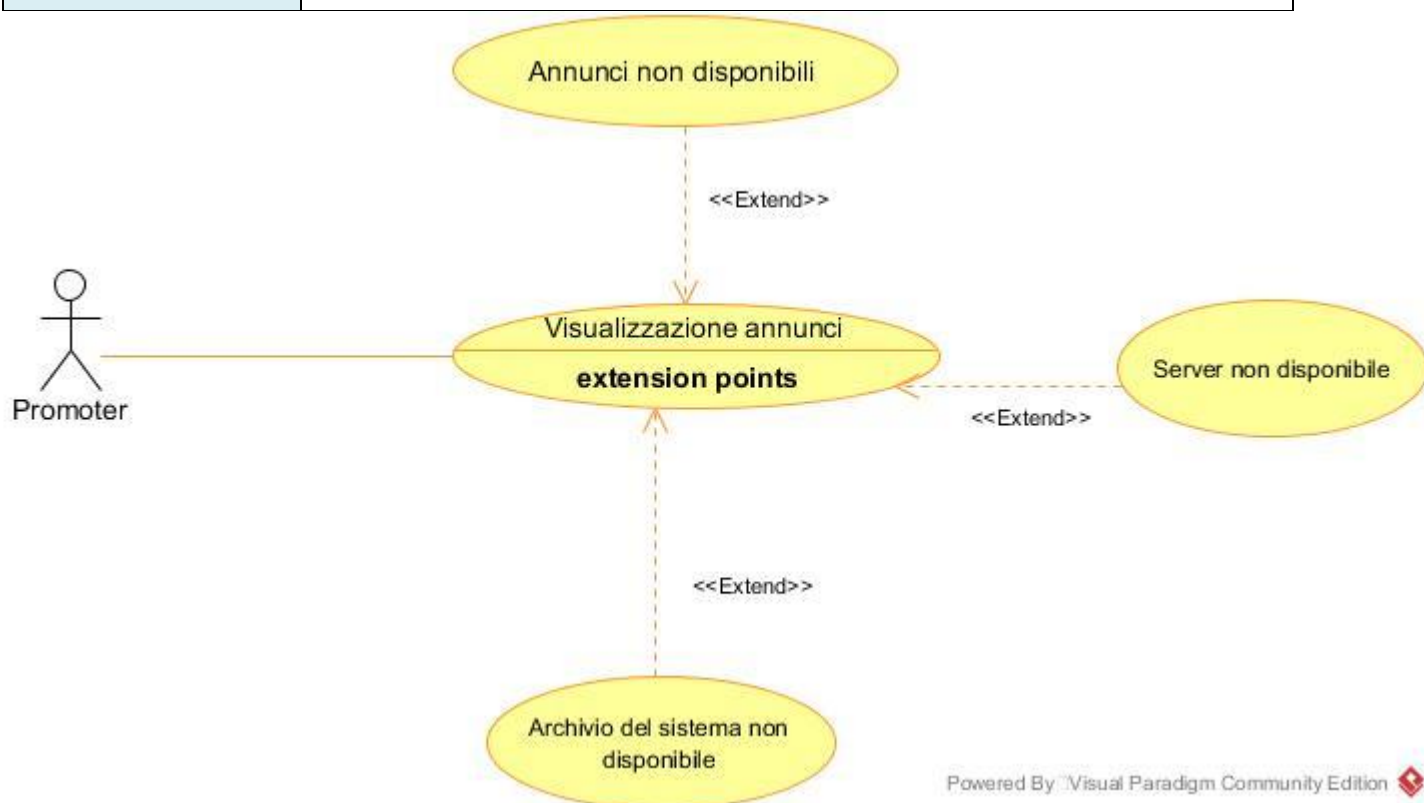 Annunci non disponibili
<<Extend>>
Visualizzazione annunci
extension points
Server non disponibile
<<Extend>>
Promoter
<<Extend>>
Archivio del sistema non
disponibile
Powered By Visual Paradigm Community Edition